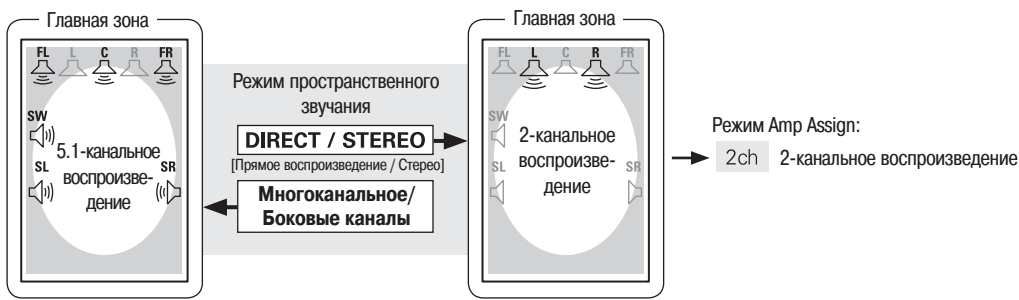 Главная зона
FL L C R FR
SW
5.1-канальное
SL SR
воспроизве-
дение
Режим пространственного
звучания
DIRECT / STEREO
[Прямое воспроизведение / Стерео]
Многоканальное/
Боковые каналы
Главная зона
FL L C R FR
SW
2-канальное
воспроизве-
SL SR
дение
Режим Amp Assign:
2ch 2-канальное воспроизведение